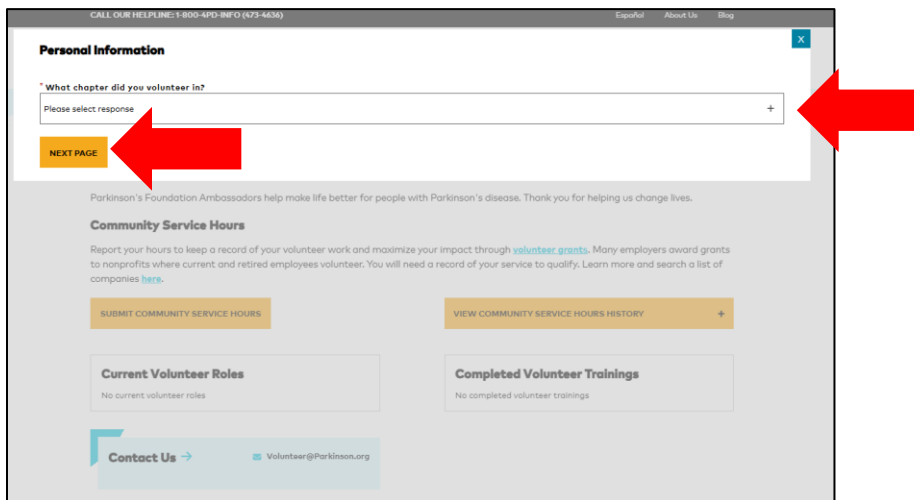 CALL OUR HELPLINE: 1-800-4PD-INFO (473-4636)
Español About Us Blog
X
Personal Information
* What chapter did you volunteer in?
Please select response +
NEXT PAGE
Parkinson's Foundation Ambassadors help make life better for people with Parkinson's disease. Thank you for helping us change lives.
Community Service Hours
Report your hours to keep a record of your volunteer work and maximize your impact through volunteer grants. Many employers award grants
to nonprofits where current and retired employees volunteer. You will need a record of your service to qualify. Learn more and search a list of
companies here.
SUBMIT COMMUNITY SERVICE HOURS
VIEW COMMUNITY SERVICE HOURS HISTORY +
Current Volunteer Roles
No current volunteer roles
Completed Volunteer Trainings
No completed volunteer trainings
Contact Us →
Volunteer@Parkinson.org